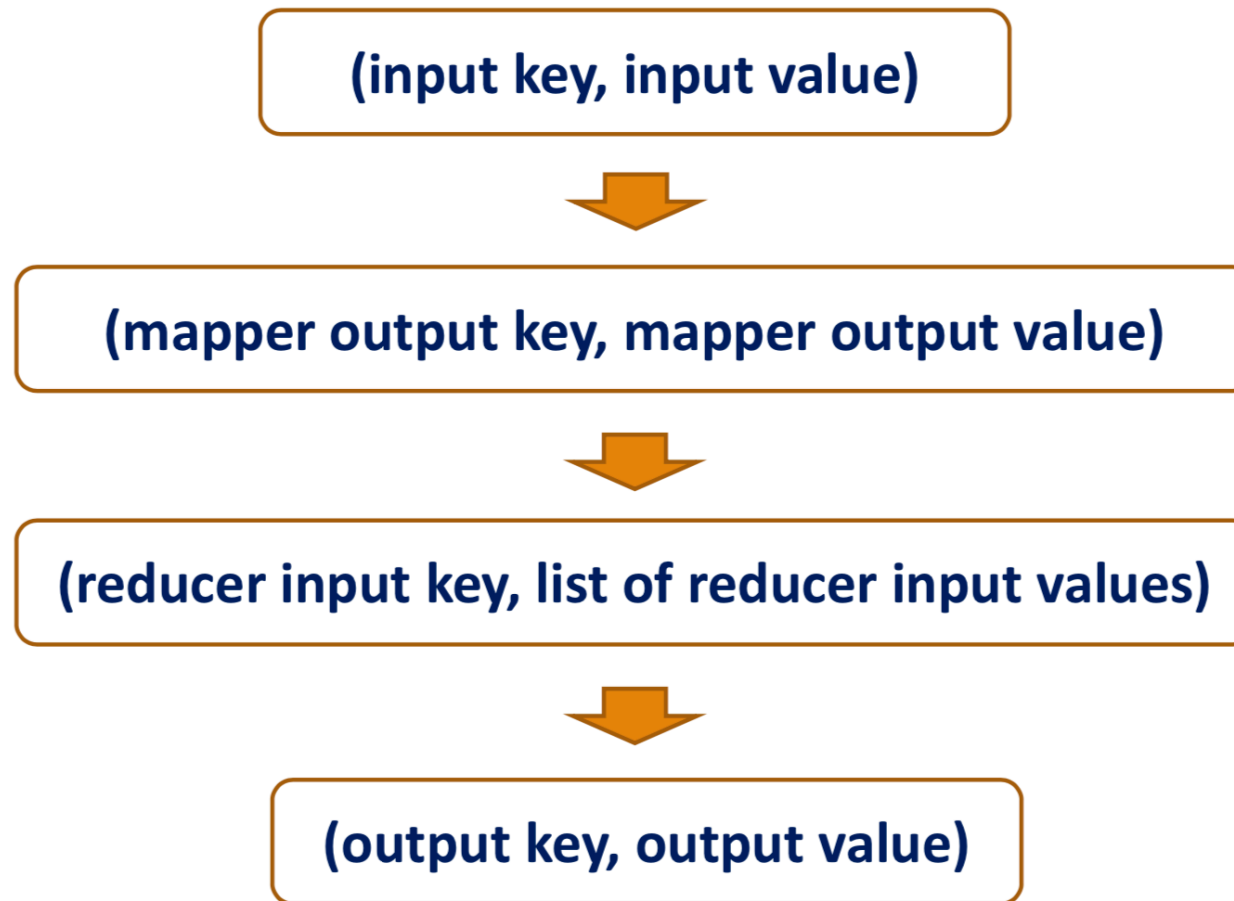 (input key, input value)
(mapper output key, mapper output value)
(reducer input key, list of reducer input values)
(output key, output value)